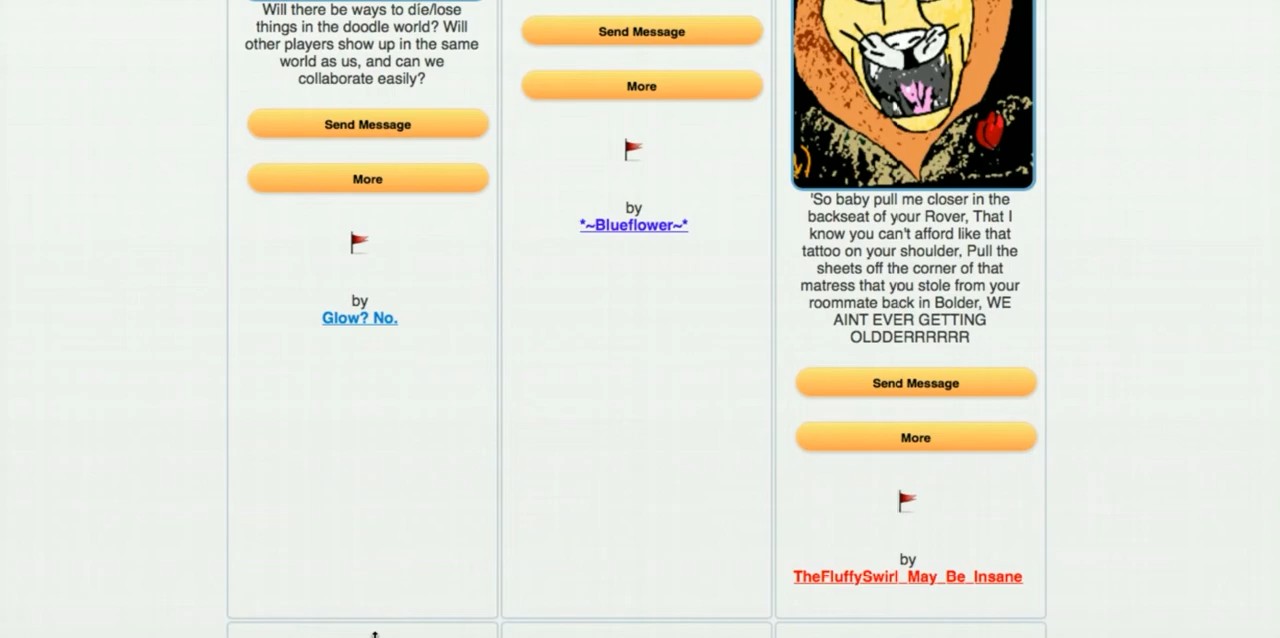 Will there be ways to die/lose
things in the doodle world? Will
other players show up in the same
world as us, and can we
collaborate easily?
Send Message
More
by
Glow? No.
Send Message
More
by
*~Blueflower~*
'So baby pull me closer in the
backseat of your Rover, That I
know you can't afford like that
tattoo on your shoulder, Pull the
sheets off the corner of that
matress that you stole from your
roommate back in Bolder, WE
AINT EVER GETTING
OLDDERRRRRR
Send Message
More
by
TheFluffySwirl_May_Be_Insane